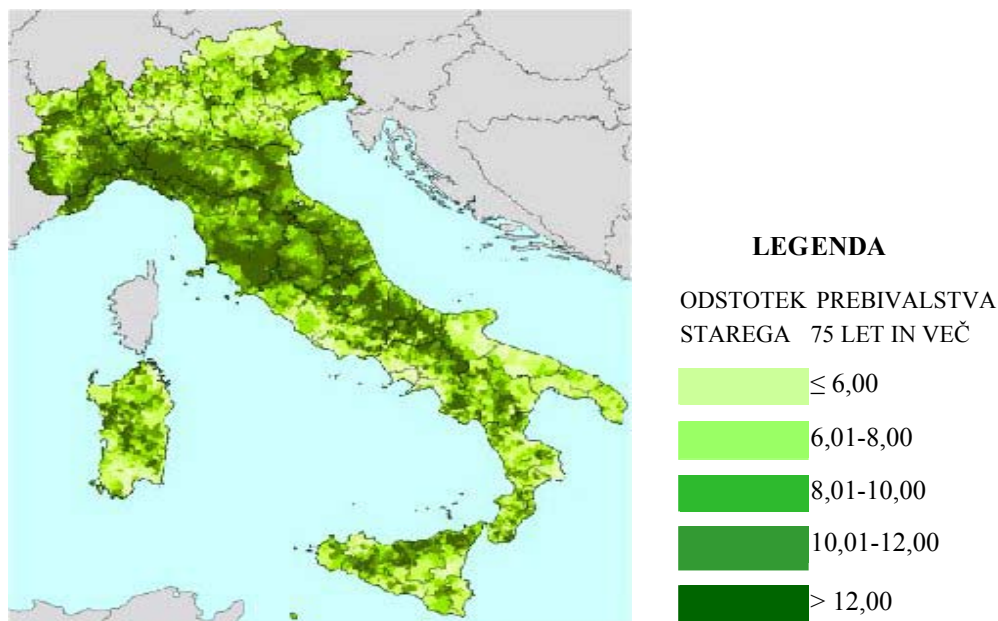 LEGENDA
ODSTOTEK PREBIVALSTVA
STAREGA 75 LET IN VEČ
≤ 6,00
6,01-8,00
8,01-10,00
10,01-12,00
> 12,00